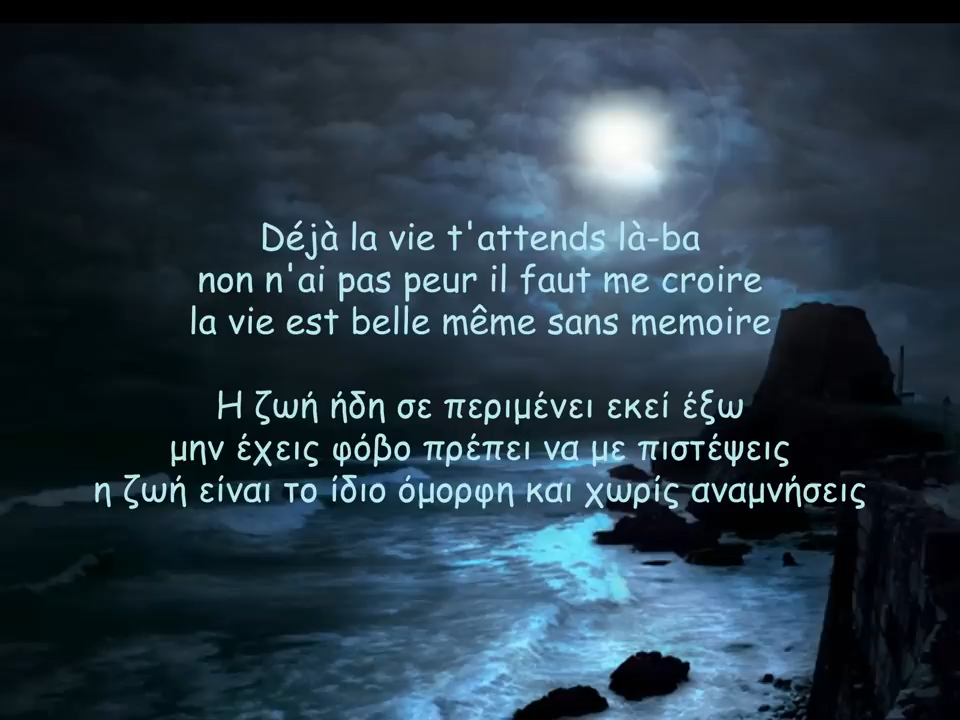 Déjà la vie t'attends là-ba
non n'ai pas peur il faut me croire
la vie est belle même sans memoire
Η ζωή ήδη σε περιμένει εκεί έξω
μην έχεις φόβο πρέπει να με πιστέψεις
η ζωή είναι το ίδιο όμορφη και χωρίς αναμνήσεις